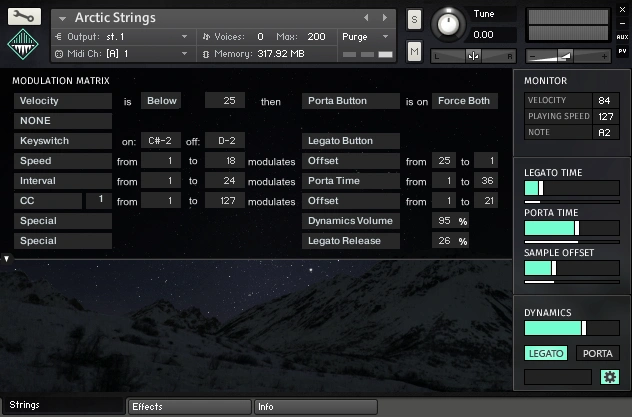 Arctic Strings
Output: st. 1 Voices: 0 Max: 200 Purge
Midi Ch: [A] 1 Memory: 317.92 MB
S
M
Tune
0.00
L R
AUX
PV
MODULATION MATRIX
Velocity is Below 25 then Porta Button is on Force Both
NONE
Keyswitch on: C#-2 off: D-2 Legato Button
Speed from 1 to 18 modulates Offset from 25 to 1
Interval from 1 to 24 modulates Porta Time from 1 to 36
CC 1 from 1 to 127 modulates Offset from 1 to 21
Special Dynamics Volume 95 %
Special Legato Release 26 %
MONITOR
VELOCITY 84
PLAYING SPEED 127
NOTE A2
LEGATO TIME
PORTA TIME
SAMPLE OFFSET
DYNAMICS
LEGATO PORTA
Strings Effects Info